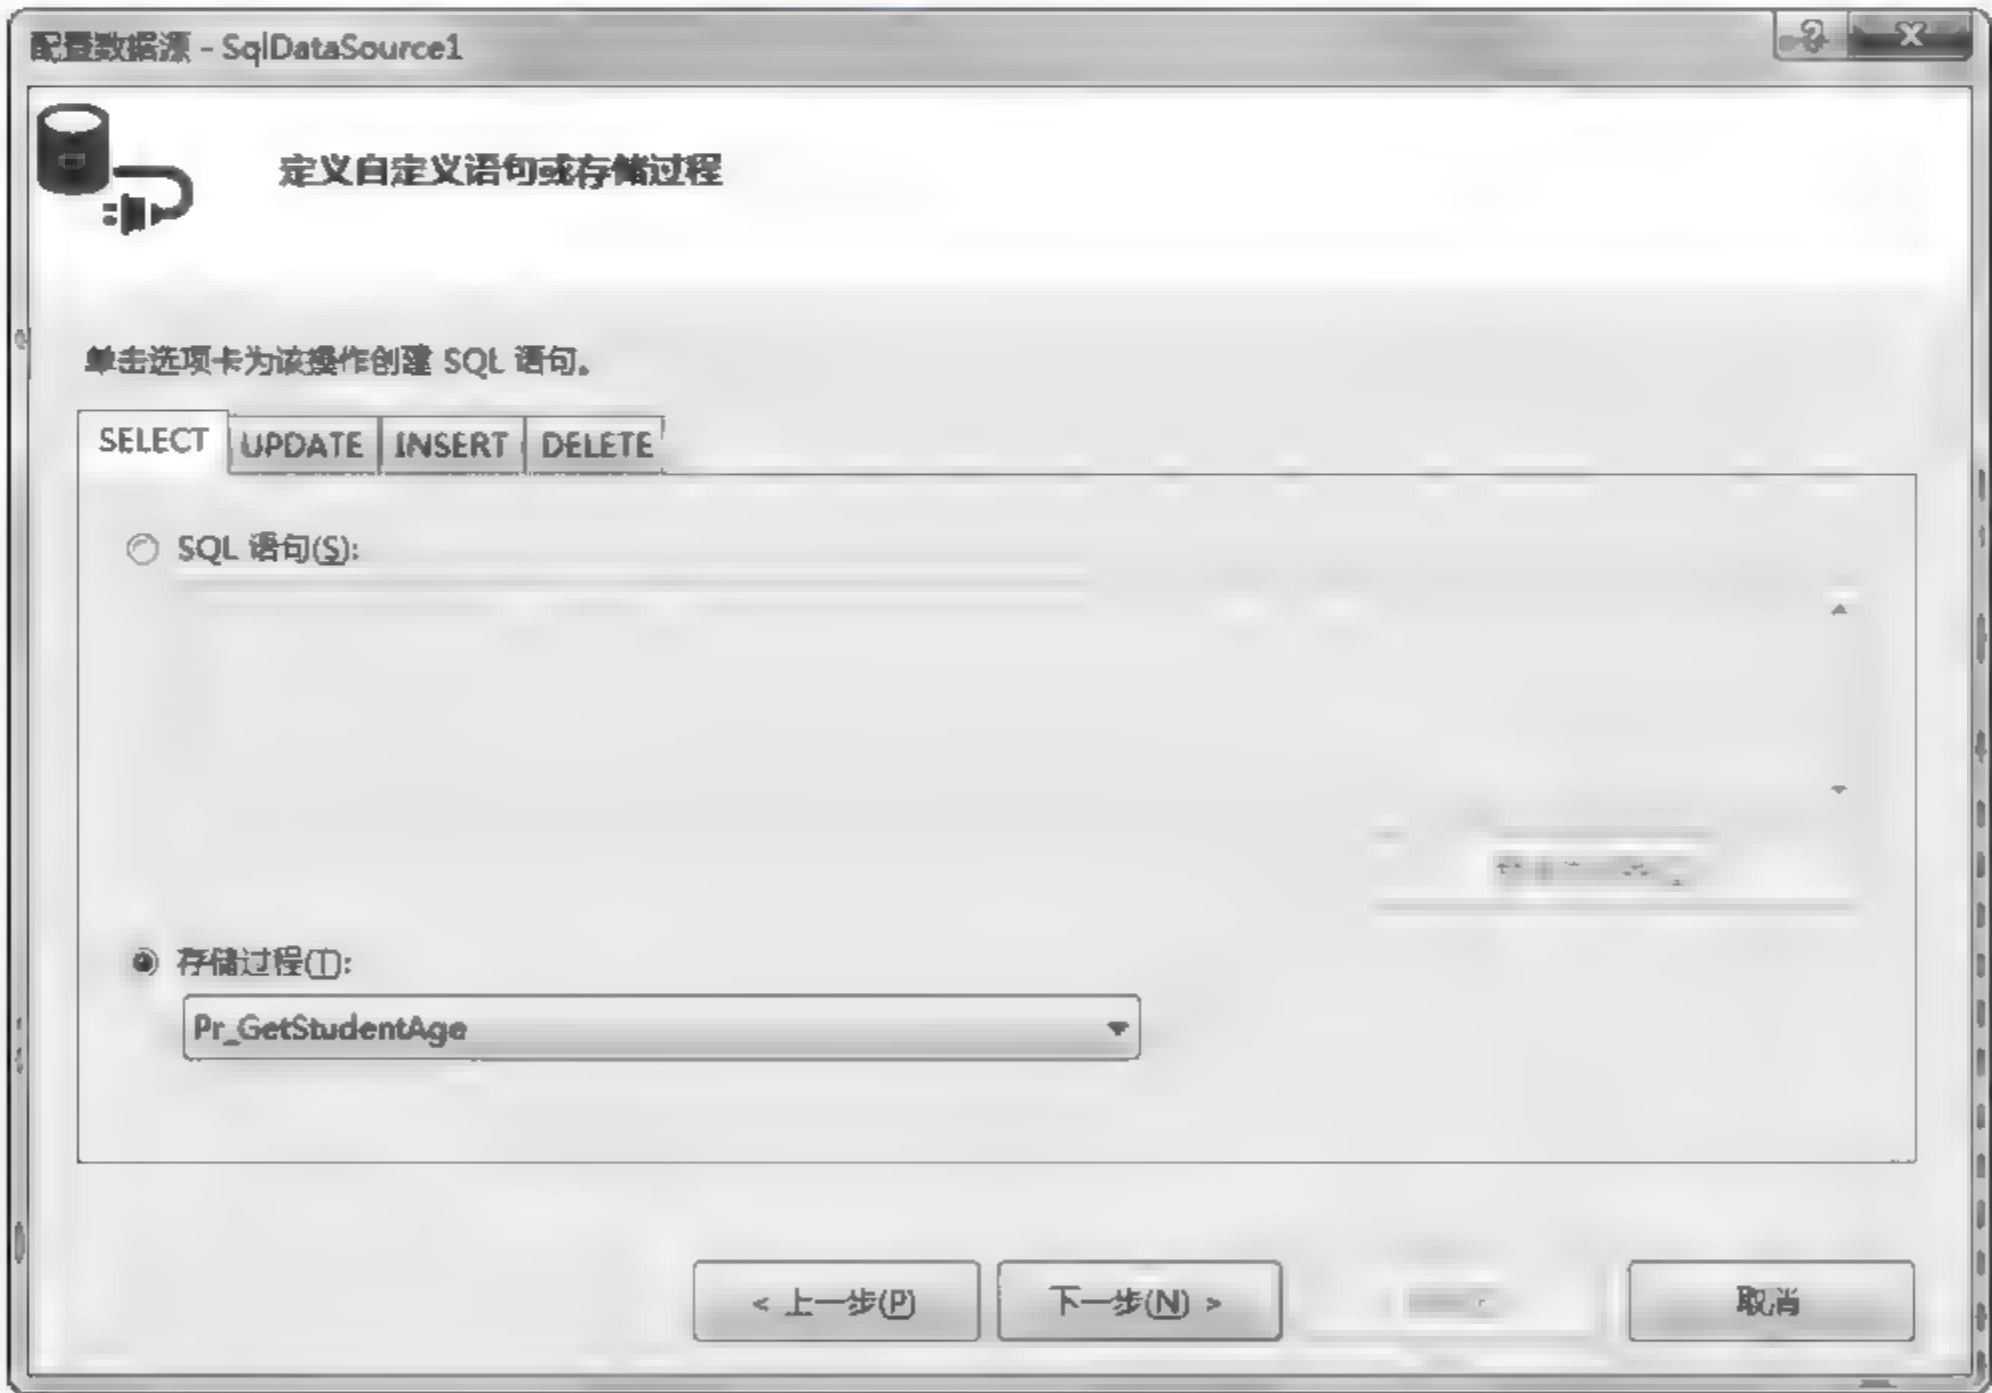 配置数据源 - SqlDataSource1
定义自定义语句或存储过程
单击选项卡为该操作创建 SQL 语句。
SELECT UPDATE INSERT DELETE
SQL 语句(S):
存储过程(T):
Pr_GetStudentAge
< 上一步(P) 下一步(N) > 取消